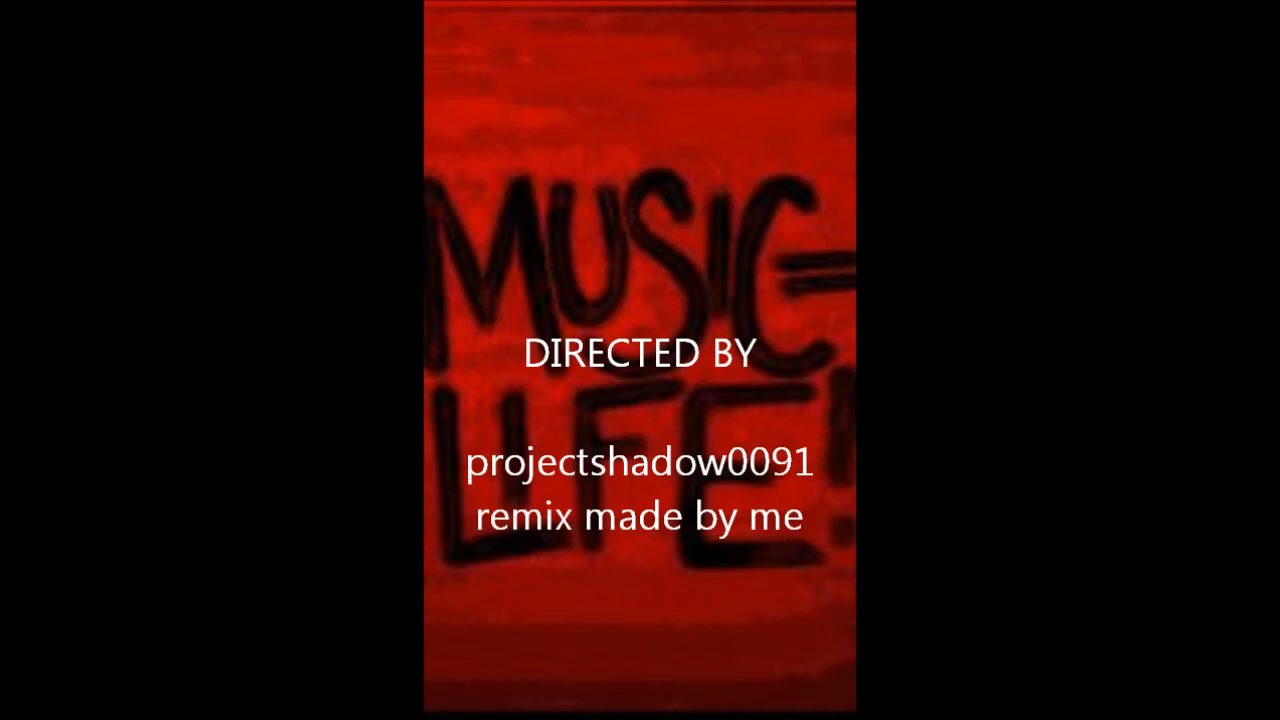 MUSIC=
LIFE!
DIRECTED BY
projectshadow0091
remix made by me